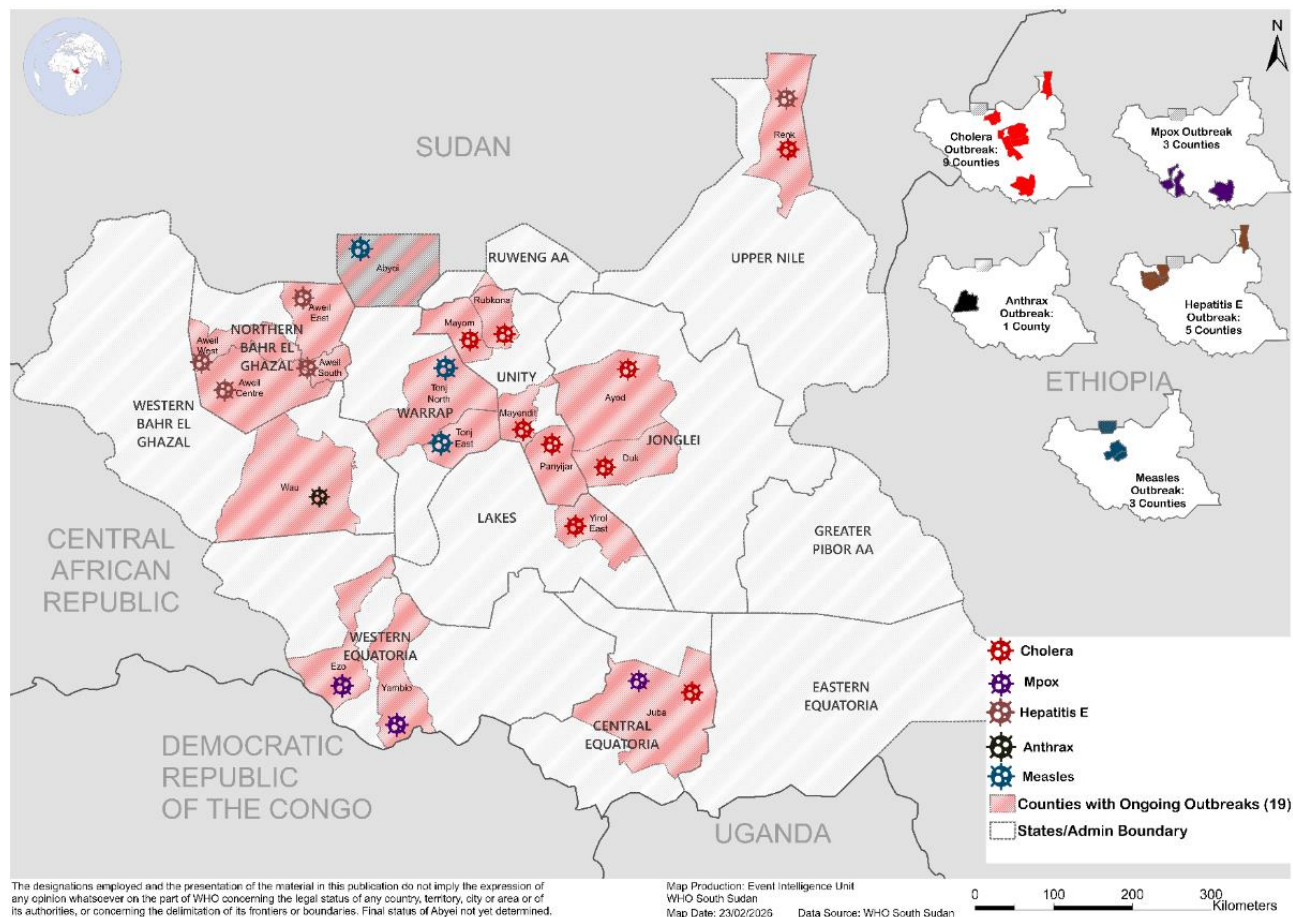 N
SUDAN
Cholera
Outbreak:
9 Counties
Mpox Outbreak
3 Counties
Anthrax
Outbreak:
1 County
Hepatitis E
Outbreak:
5 Counties
ETHIOPIA
Measles
Outbreak:
3 Counties
Renk
Abyei
RUWENG AA
UPPER NILE
Rubkona
Mayom
Aweil
East
NORTHERN
BAHR EL
GHAZAL
Aweil
West
Aweil
South
Aweil
Centre
UNITY
Tonj
North
WARRAP
Tonj
East
Mayendit
Ayod
JONGLEI
Panyijar
Duk
WESTERN
BAHR EL
GHAZAL
Wau
LAKES
Yirol
East
GREATER
PIBOR AA
CENTRAL
AFRICAN
REPUBLIC
WESTERN
EQUATORIA
Ezo
Yambio
Juba
CENTRAL
EQUATORIA
EASTERN
EQUATORIA
DEMOCRATIC
REPUBLIC
OF THE CONGO
UGANDA
Cholera
Mpox
Hepatitis E
Anthrax
Measles
Counties with Ongoing Outbreaks (19)
States/Admin Boundary
The designations employed and the presentation of the material in this publication do not imply the expression of
any opinion whatsoever on the part of WHO concerning the legal status of any country, territory, city or area or of
its authorities, or concerning the delimitation of its frontiers or boundaries. Final status of Abyei not yet determined.
Map Production: Event Intelligence Unit
WHO South Sudan
Map Date: 23/02/2026 Data Source: WHO South Sudan
0 100 200 300
Kilometers